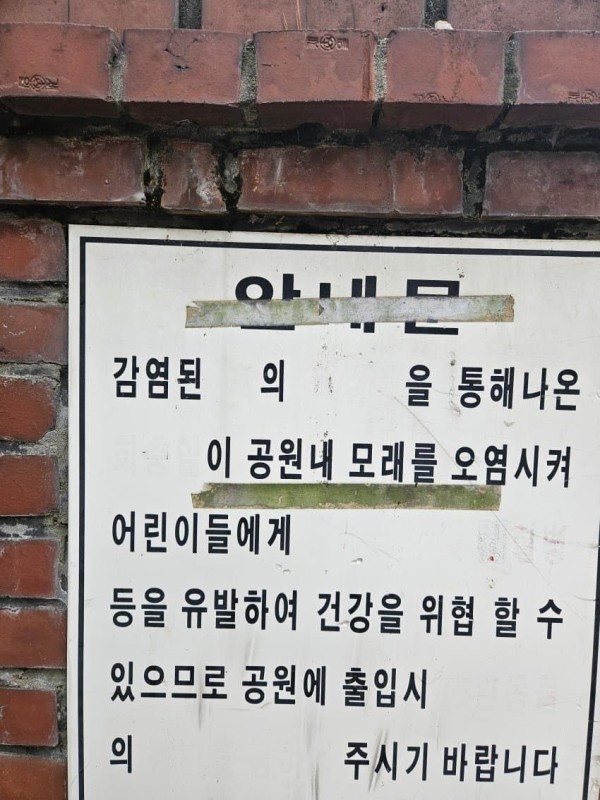 안내문
감염된 의 을 통해나온
이 공원내 모래를 오염시켜
어린이들에게
등을 유발하여 건강을 위협 할 수
있으므로 공원에 출입시
의 주시기 바랍니다